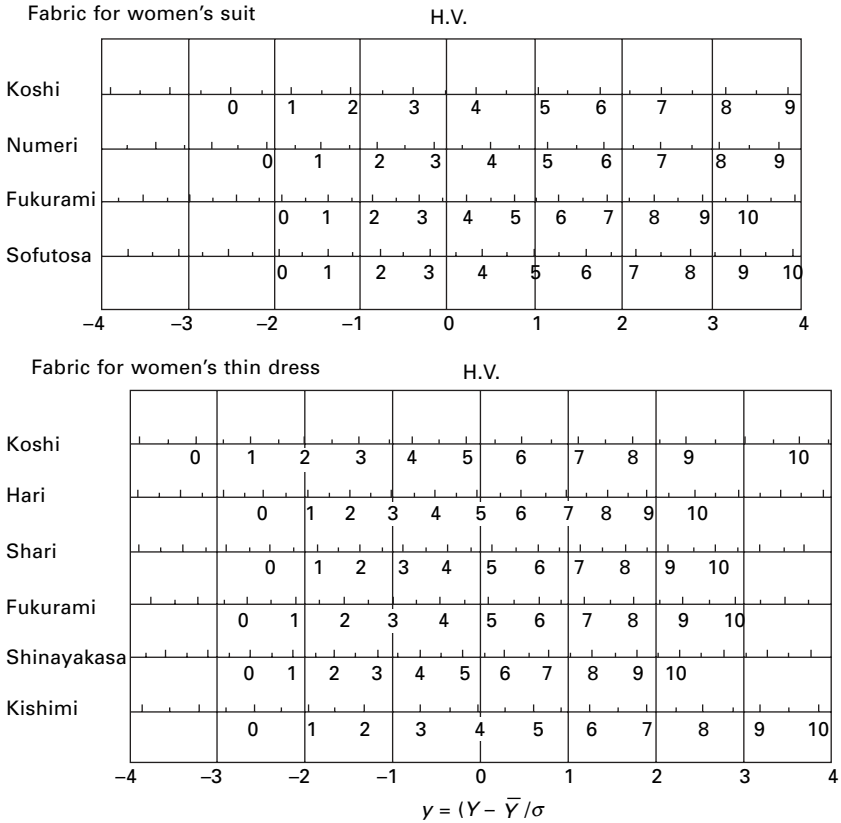 Fabric for women's suit
H.V.
Koshi 0 1 2 3 4 5 6 7 8 9
Numeri 0 1 2 3 4 5 6 7 8 9
Fukurami 0 1 2 3 4 5 6 7 8 9 10
Sofutosa 0 1 2 3 4 5 6 7 8 9 10
–4 –3 –2 –1 0 1 2 3 4
Fabric for women's thin dress
H.V.
Koshi 0 1 2 3 4 5 6 7 8 9 10
Hari 0 1 2 3 4 5 6 7 8 9 10
Shari 0 1 2 3 4 5 6 7 8 9 10
Fukurami 0 1 2 3 4 5 6 7 8 9 10
Shinayakasa 0 1 2 3 4 5 6 7 8 9 10
Kishimi 0 1 2 3 4 5 6 7 8 9 10
–4 –3 –2 –1 0 1 2 3 4
y = (Y – Y̅ /σ